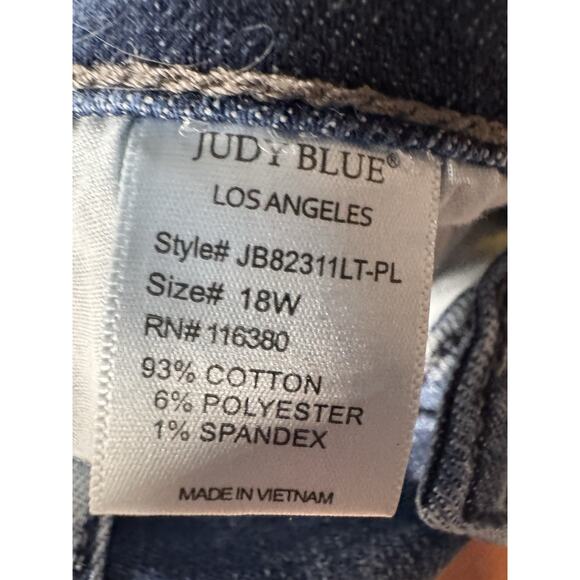 JUDY BLUE®
LOS ANGELES
Style# JB82311LT-PL
Size# 18W
RN# 116380
93% COTTON
6% POLYESTER
1% SPANDEX
MADE IN VIETNAM